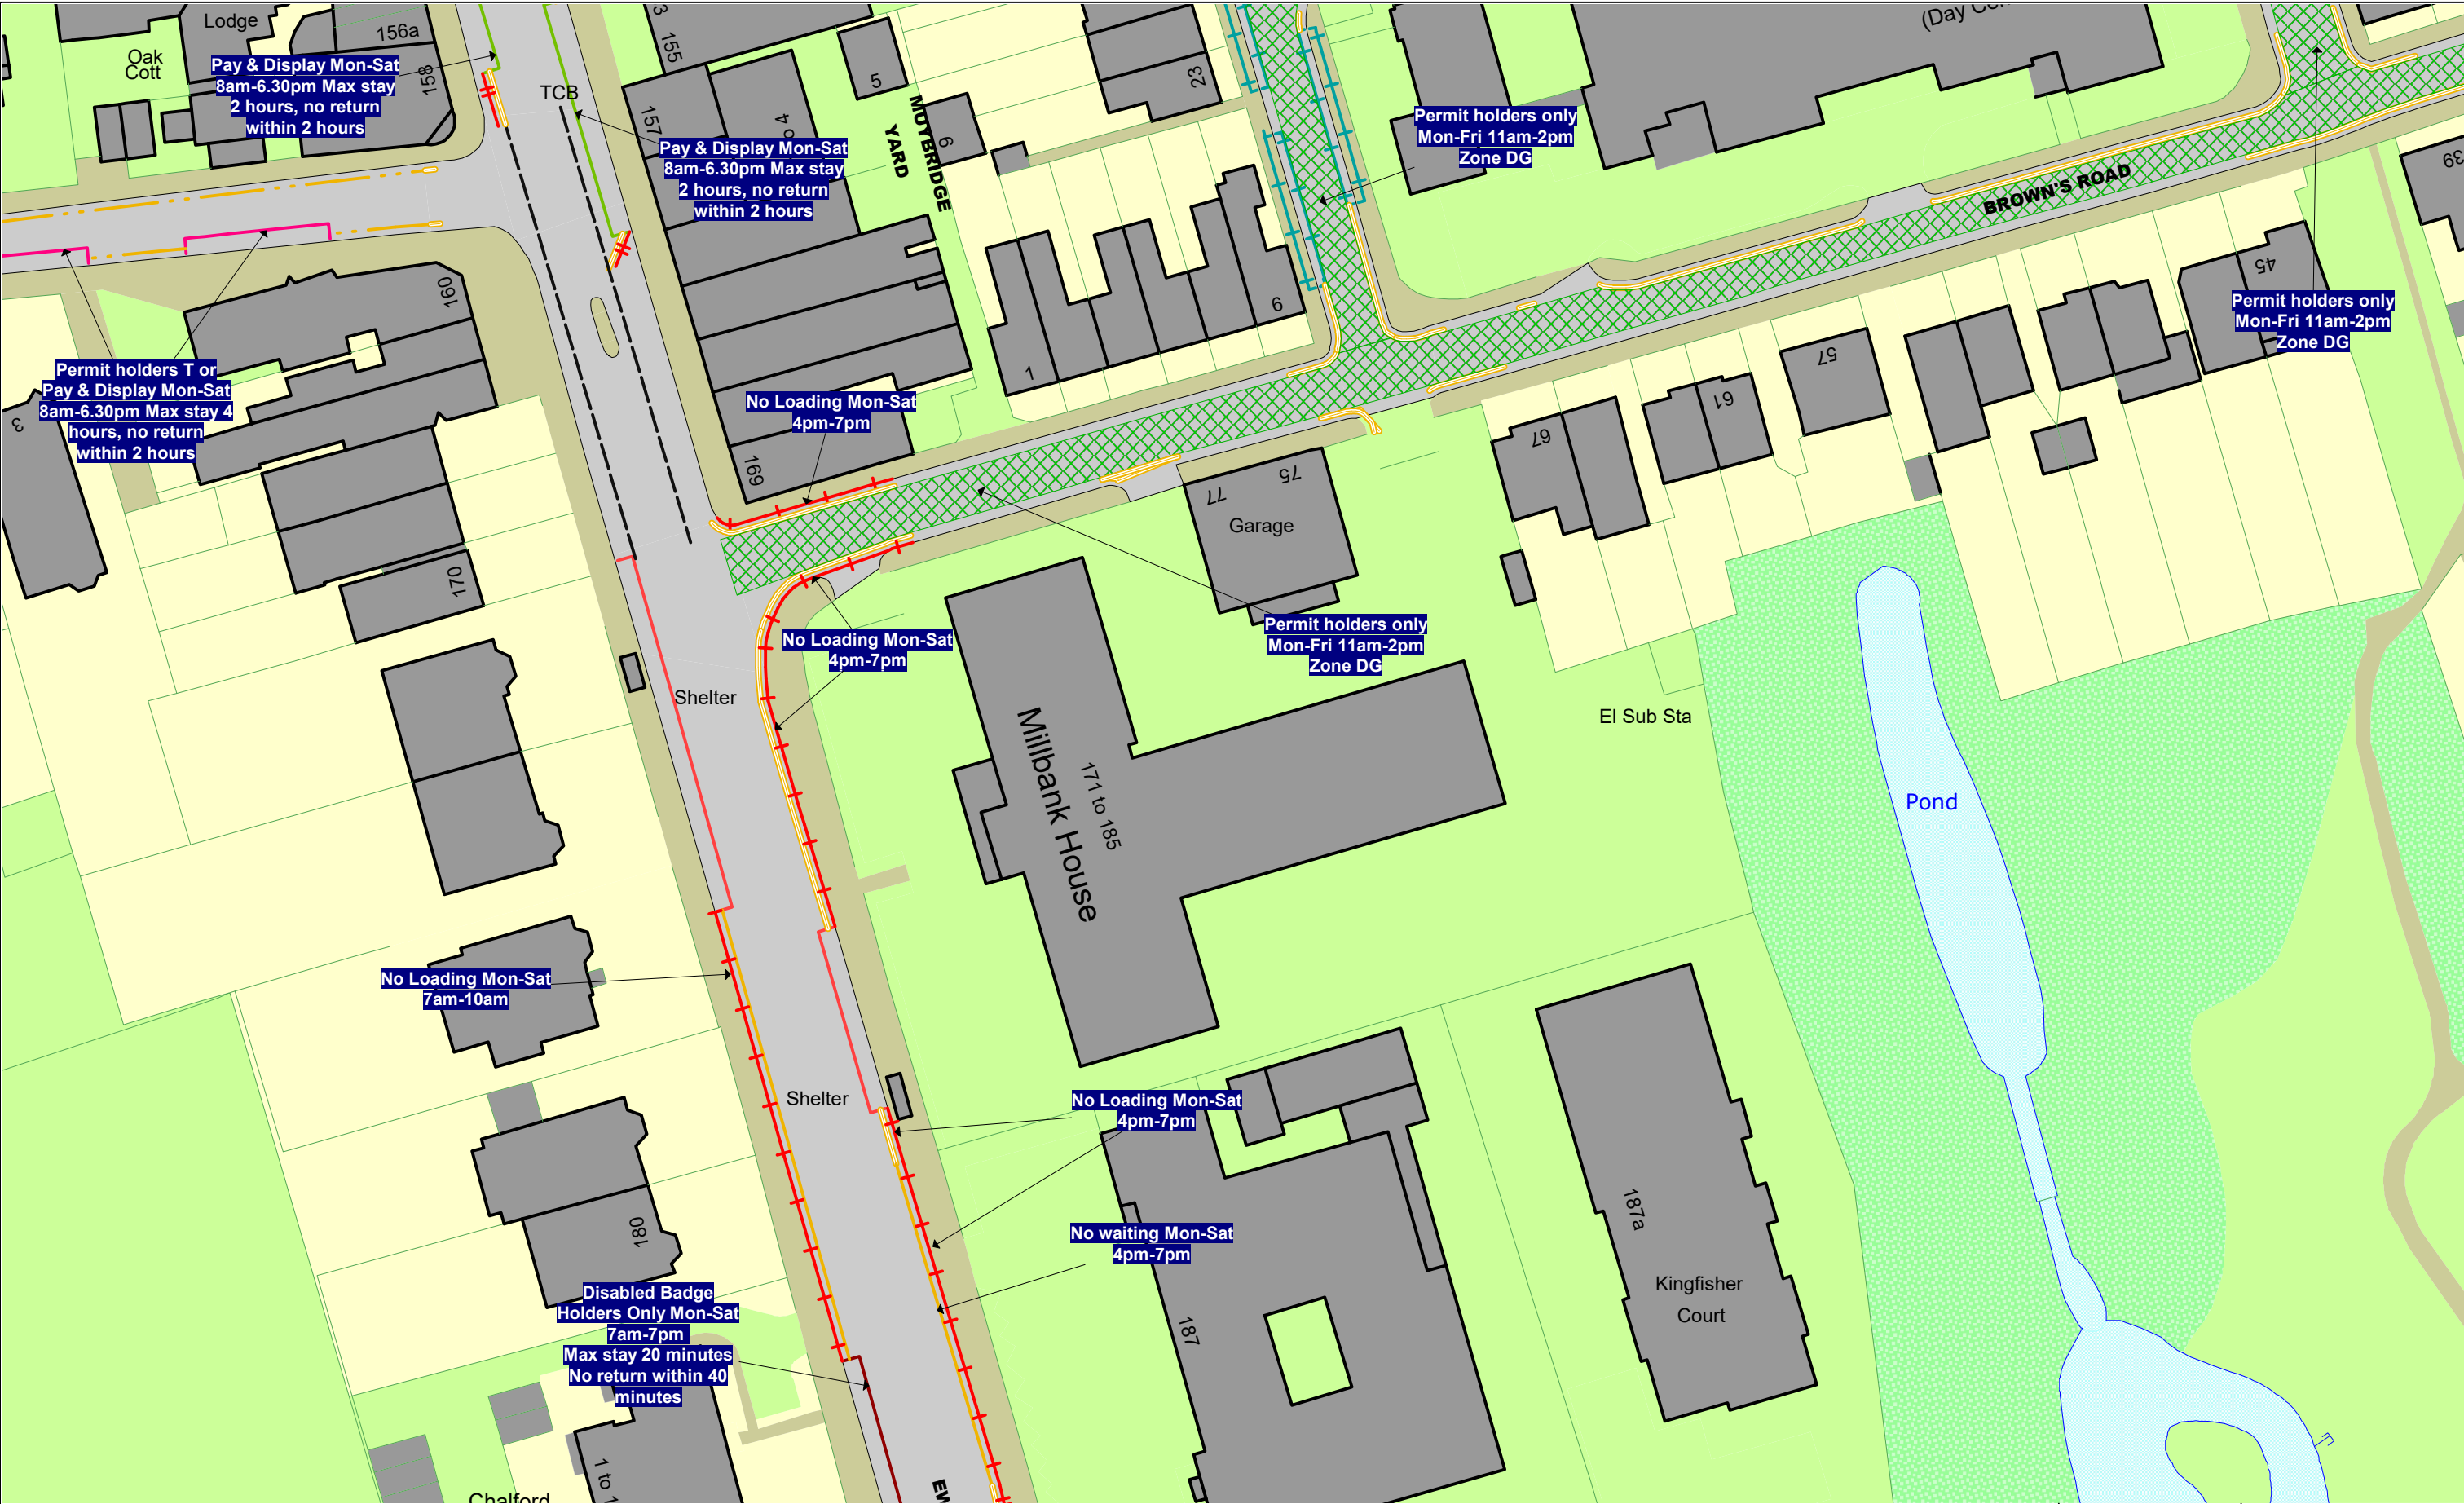 Lodge
156a
Oak
Cott
158
Pay & Display Mon-Sat
8am-6.30pm Max stay
2 hours, no return
within 2 hours
TCB
155
157
5
MUYBRIDGE
YARD
9
23
Pay & Display Mon-Sat
8am-6.30pm Max stay
2 hours, no return
within 2 hours
Permit holders only
Mon-Fri 11am-2pm
Zone DG
BROWN'S ROAD
39
45
Permit holders only
Mon-Fri 11am-2pm
Zone DG
160
1
9
57
61
67
Permit holders T or
Pay & Display Mon-Sat
8am-6.30pm Max stay 4
hours, no return
within 2 hours
3
No Loading Mon-Sat
4pm-7pm
169
77
75
Garage
170
No Loading Mon-Sat
4pm-7pm
Permit holders only
Mon-Fri 11am-2pm
Zone DG
Shelter
Millbank House
171 to 185
El Sub Sta
Pond
No Loading Mon-Sat
7am-10am
Shelter
No Loading Mon-Sat
4pm-7pm
180
187a
No waiting Mon-Sat
4pm-7pm
Kingfisher
Court
187
Disabled Badge
Holders Only Mon-Sat
7am-7pm
Max stay 20 minutes
No return within 40
minutes
1 to 1
Chalford